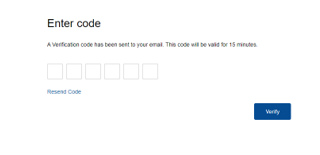 Enter code
A Verification code has been sent to your email. This code will be valid for 15 minutes.
Resend Code
Verify